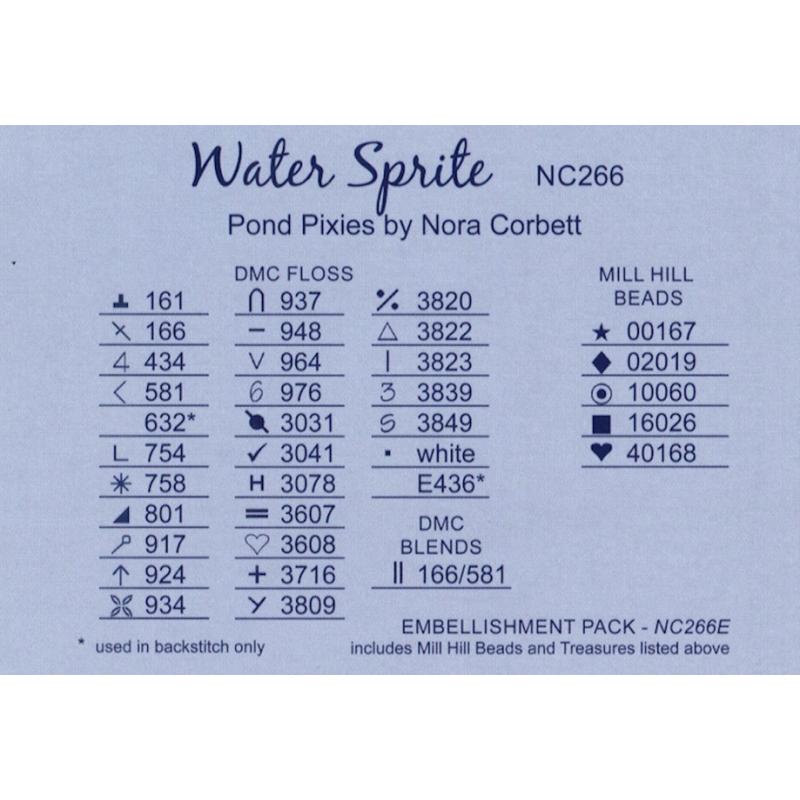 Water Sprite NC266
Pond Pixies by Nora Corbett
DMC FLOSS
161
166
434
581
632*
754
758
801
917
924
934
937
948
964
976
3031
3041
3078
3607
3608
3716
3809
3820
3822
3823
3839
3849
white
E436*
DMC
BLENDS
166/581
MILL HILL
BEADS
00167
02019
10060
16026
40168
EMBELLISHMENT PACK - NC266E
* used in backstitch only
includes Mill Hill Beads and Treasures listed above